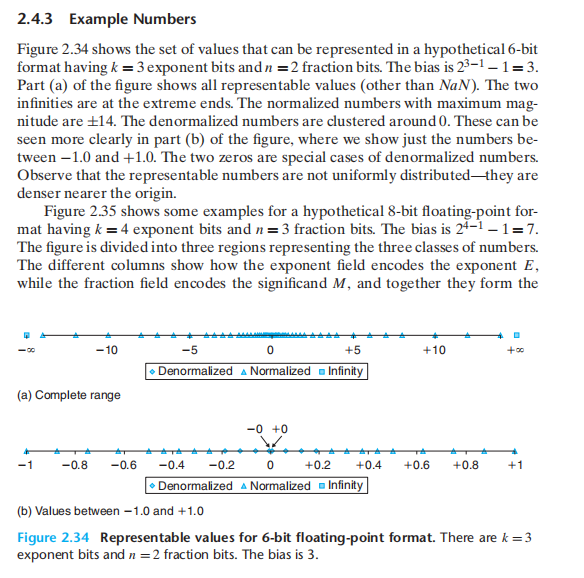 2.4.3 Example Numbers
Figure 2.34 shows the set of values that can be represented in a hypothetical 6-bit
format having k = 3 exponent bits and n = 2 fraction bits. The bias is 2³⁻¹ − 1 = 3.
Part (a) of the figure shows all representable values (other than NaN). The two
infinities are at the extreme ends. The normalized numbers with maximum mag-
nitude are ±14. The denormalized numbers are clustered around 0. These can be
seen more clearly in part (b) of the figure, where we show just the numbers be-
tween −1.0 and +1.0. The two zeros are special cases of denormalized numbers.
Observe that the representable numbers are not uniformly distributed—they are
denser nearer the origin.
Figure 2.35 shows some examples for a hypothetical 8-bit floating-point for-
mat having k = 4 exponent bits and n = 3 fraction bits. The bias is 2⁴⁻¹ − 1 = 7.
The figure is divided into three regions representing the three classes of numbers.
The different columns show how the exponent field encodes the exponent E,
while the fraction field encodes the significand M, and together they form the
−∞ −10 −5 0 +5 +10 +∞
Denormalized Normalized Infinity
(a) Complete range
−0 +0
−1 −0.8 −0.6 −0.4 −0.2 0 +0.2 +0.4 +0.6 +0.8 +1
Denormalized Normalized Infinity
(b) Values between −1.0 and +1.0
Figure 2.34 Representable values for 6-bit floating-point format. There are k = 3
exponent bits and n = 2 fraction bits. The bias is 3.